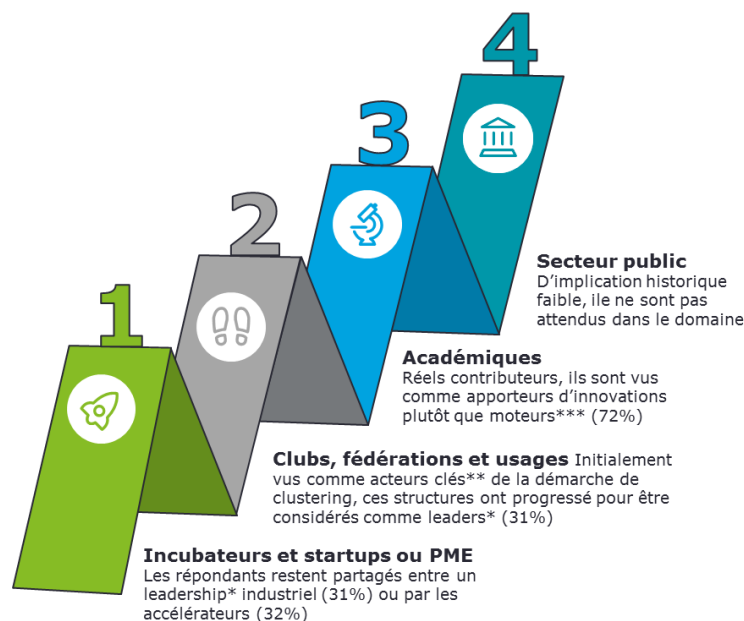 4
3
2
1
Secteur public
D'implication historique
faible, ile ne sont pas
attendus dans le domaine
Académiques
Réels contributeurs, ils sont vus
comme apporteurs d'innovations
plutôt que moteurs*** (72%)
Clubs, fédérations et usages Initialement
vus comme acteurs clés** de la démarche de
clustering, ces structures ont progressé pour être
considérés comme leaders* (31%)
Incubateurs et startups ou PME
Les répondants restent partagés entre un
leadership* industriel (31%) ou par les
accélérateurs (32%)